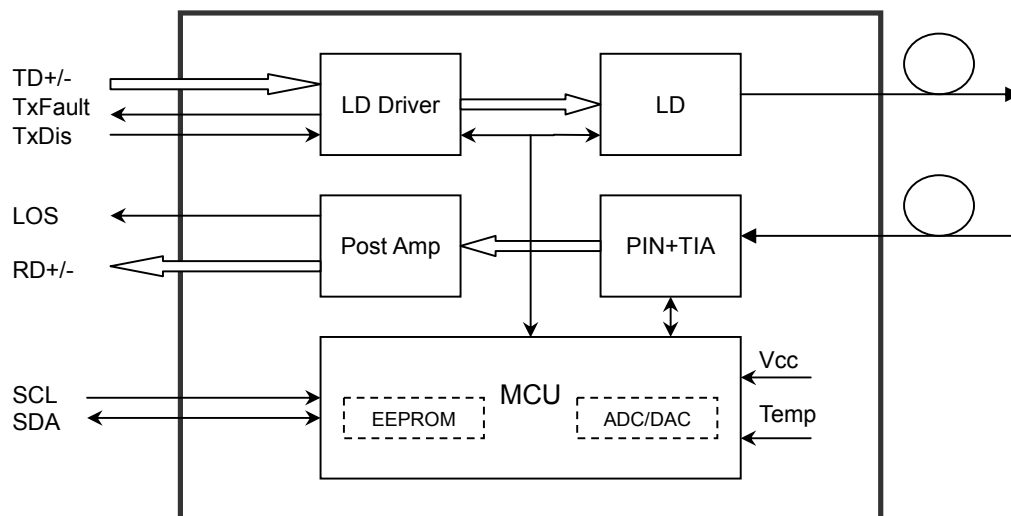 TD+/-
TxFault
TxDis
LD Driver
LD
LOS
RD+/-
Post Amp
PIN+TIA
SCL
SDA
MCU
EEPROM
ADC/DAC
Vcc
Temp